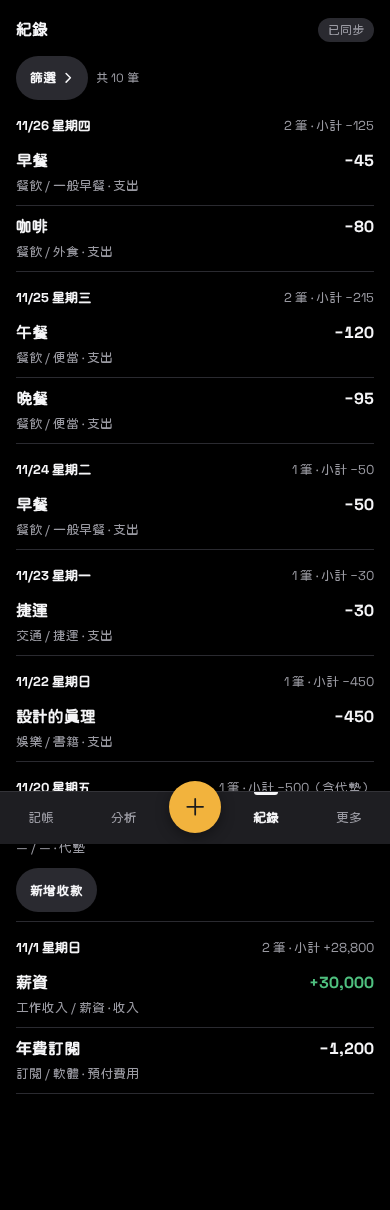 紀錄
已同步
篩選
共 10 筆
11/26 星期四
2 筆 · 小計 -125
早餐
-45
餐飲 / 一般早餐 · 支出
咖啡
-80
餐飲 / 外食 · 支出
11/25 星期三
2 筆 · 小計 -215
午餐
-120
餐飲 / 便當 · 支出
晚餐
-95
餐飲 / 便當 · 支出
11/24 星期二
1 筆 · 小計 -50
早餐
-50
餐飲 / 一般早餐 · 支出
11/23 星期一
1 筆 · 小計 -30
捷運
-30
交通 / 捷運 · 支出
11/22 星期日
1 筆 · 小計 -450
設計的真理
-450
娛樂 / 書籍 · 支出
11/20 星期五
1 筆 · 小計 -500（含代墊）
記帳
分析
紀錄
更多
— / — · 代墊
新增收款
11/1 星期日
2 筆 · 小計 +28,800
薪資
+30,000
工作收入 / 薪資 · 收入
年費訂閱
-1,200
訂閱 / 軟體 · 預付費用